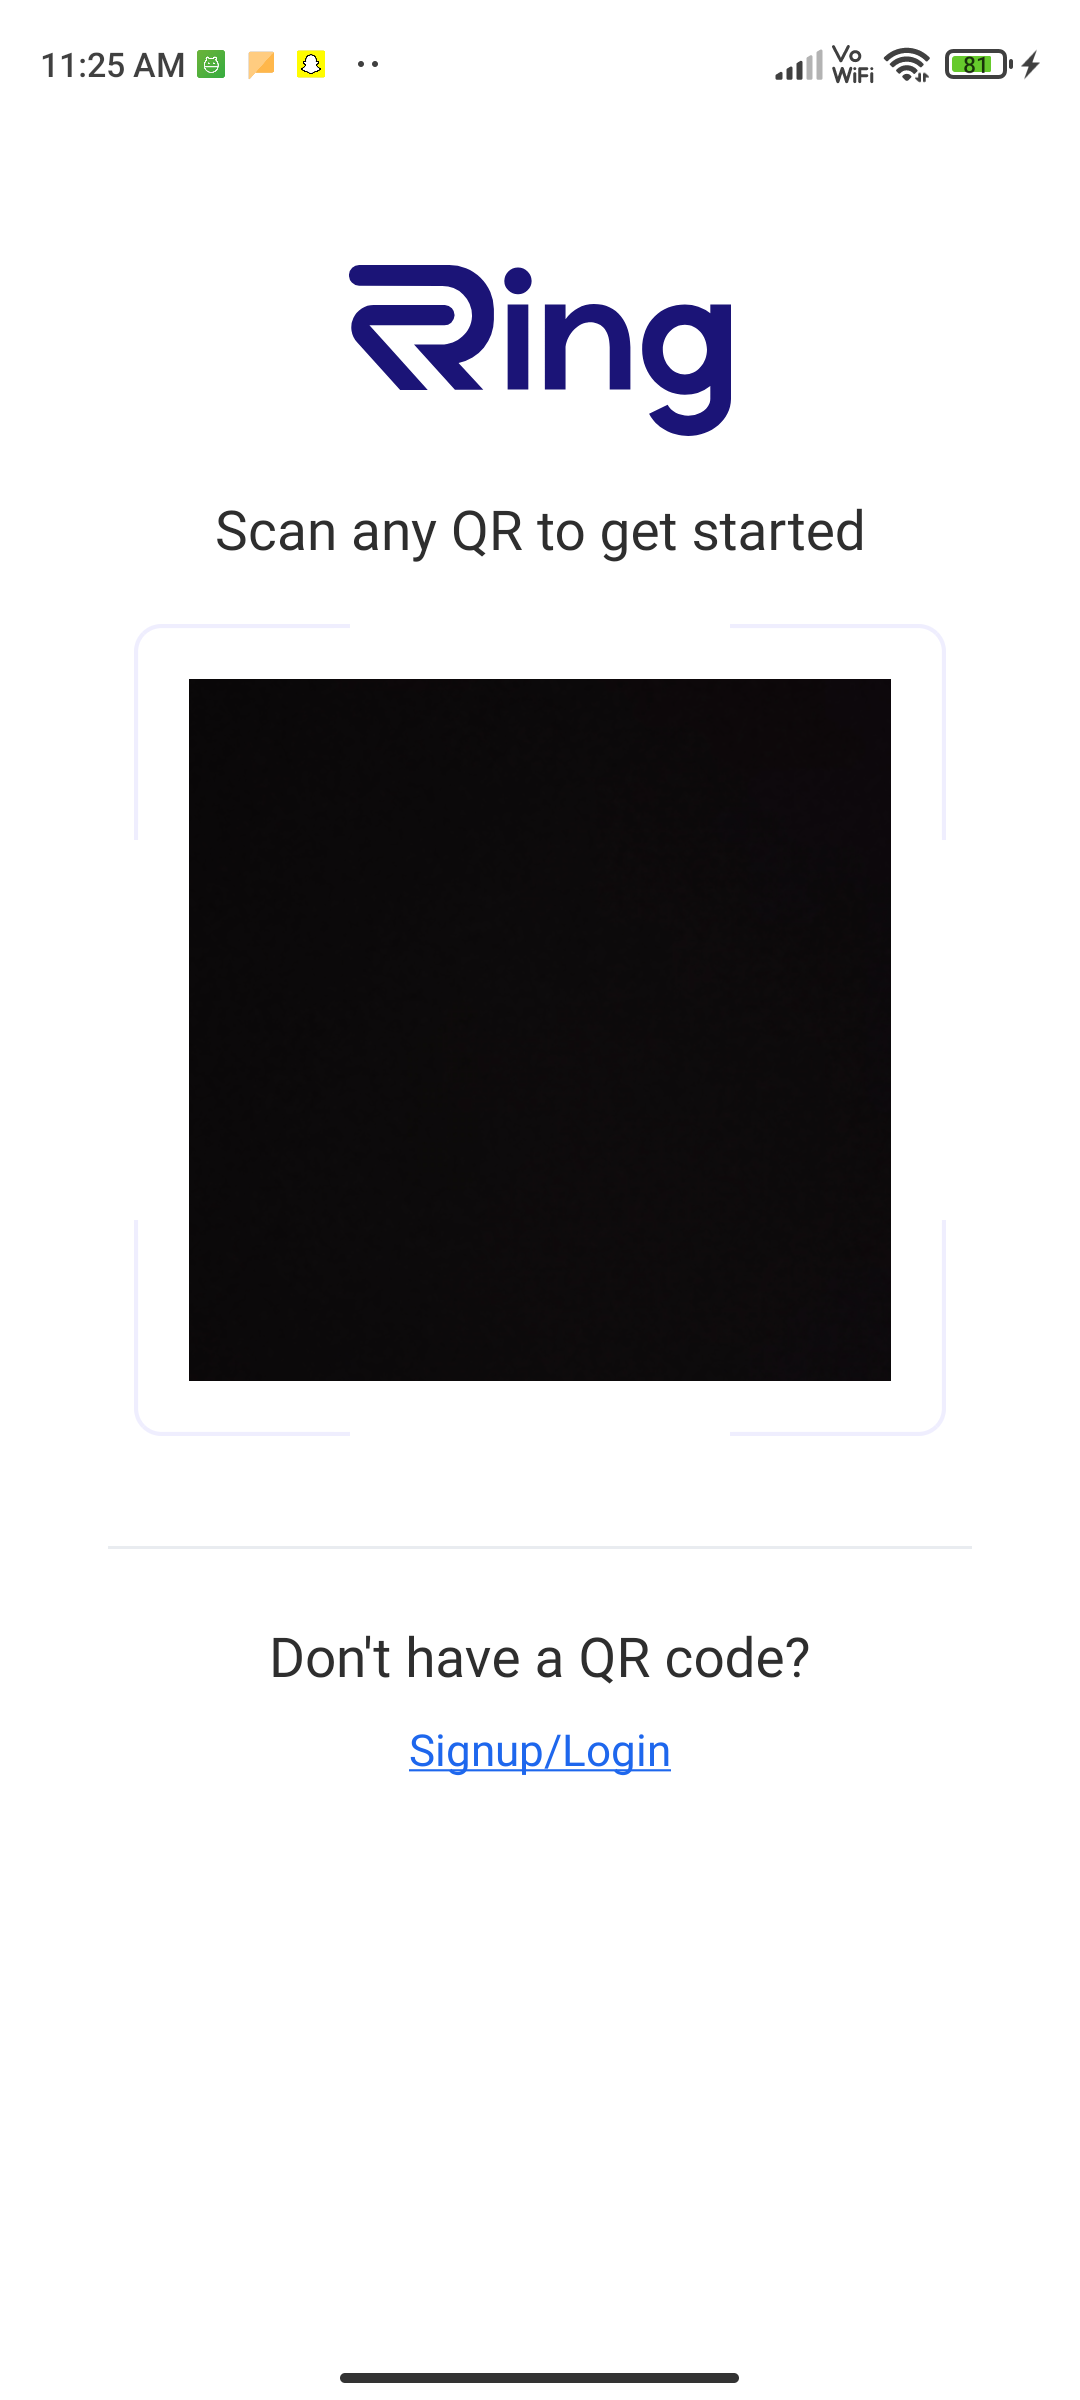 11:25 AM
Vo
WiFi
81
Ring
Scan any QR to get started
Don't have a QR code?
Signup/Login